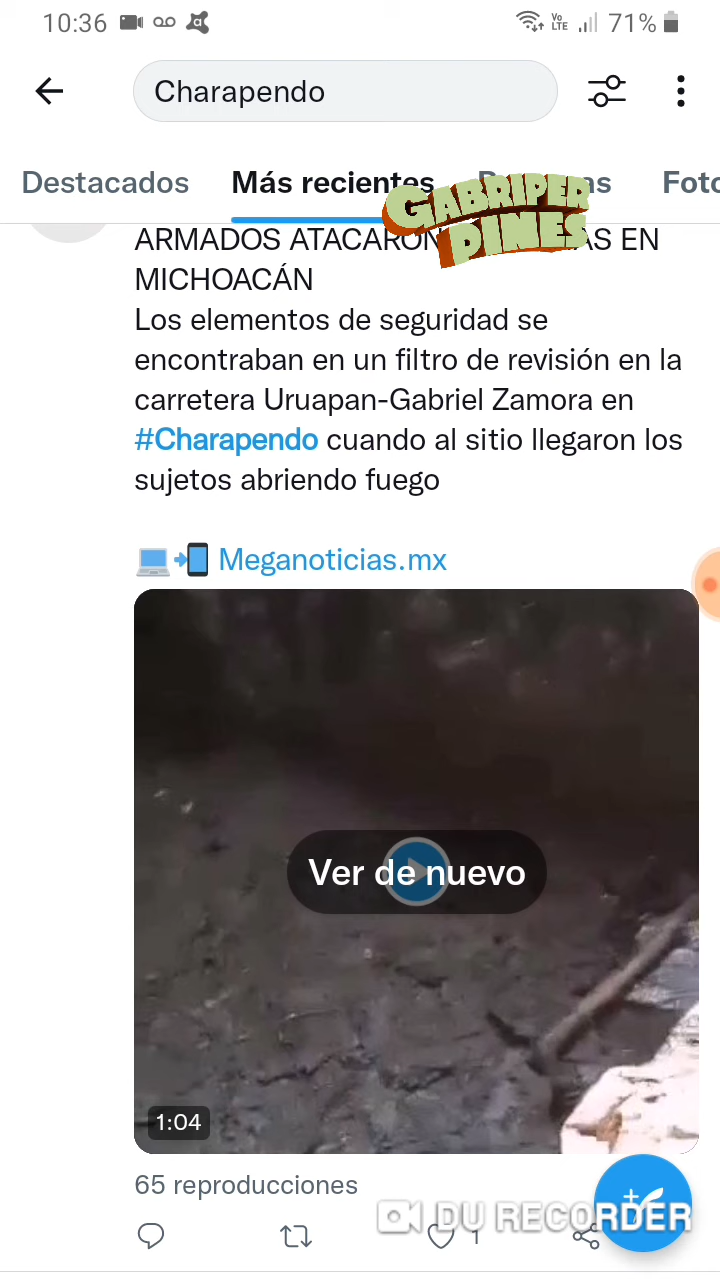 10:36
Vo LTE 71%
Charapendo
Destacados Más recientes Foto
GABRIPER
PINES
ARMADOS ATACARON AS EN
MICHOACÁN
Los elementos de seguridad se
encontraban en un filtro de revisión en la
carretera Uruapan-Gabriel Zamora en
#Charapendo cuando al sitio llegaron los
sujetos abriendo fuego
Meganoticias.mx
Ver de nuevo
1:04
65 reproducciones
DU RECORDER
1